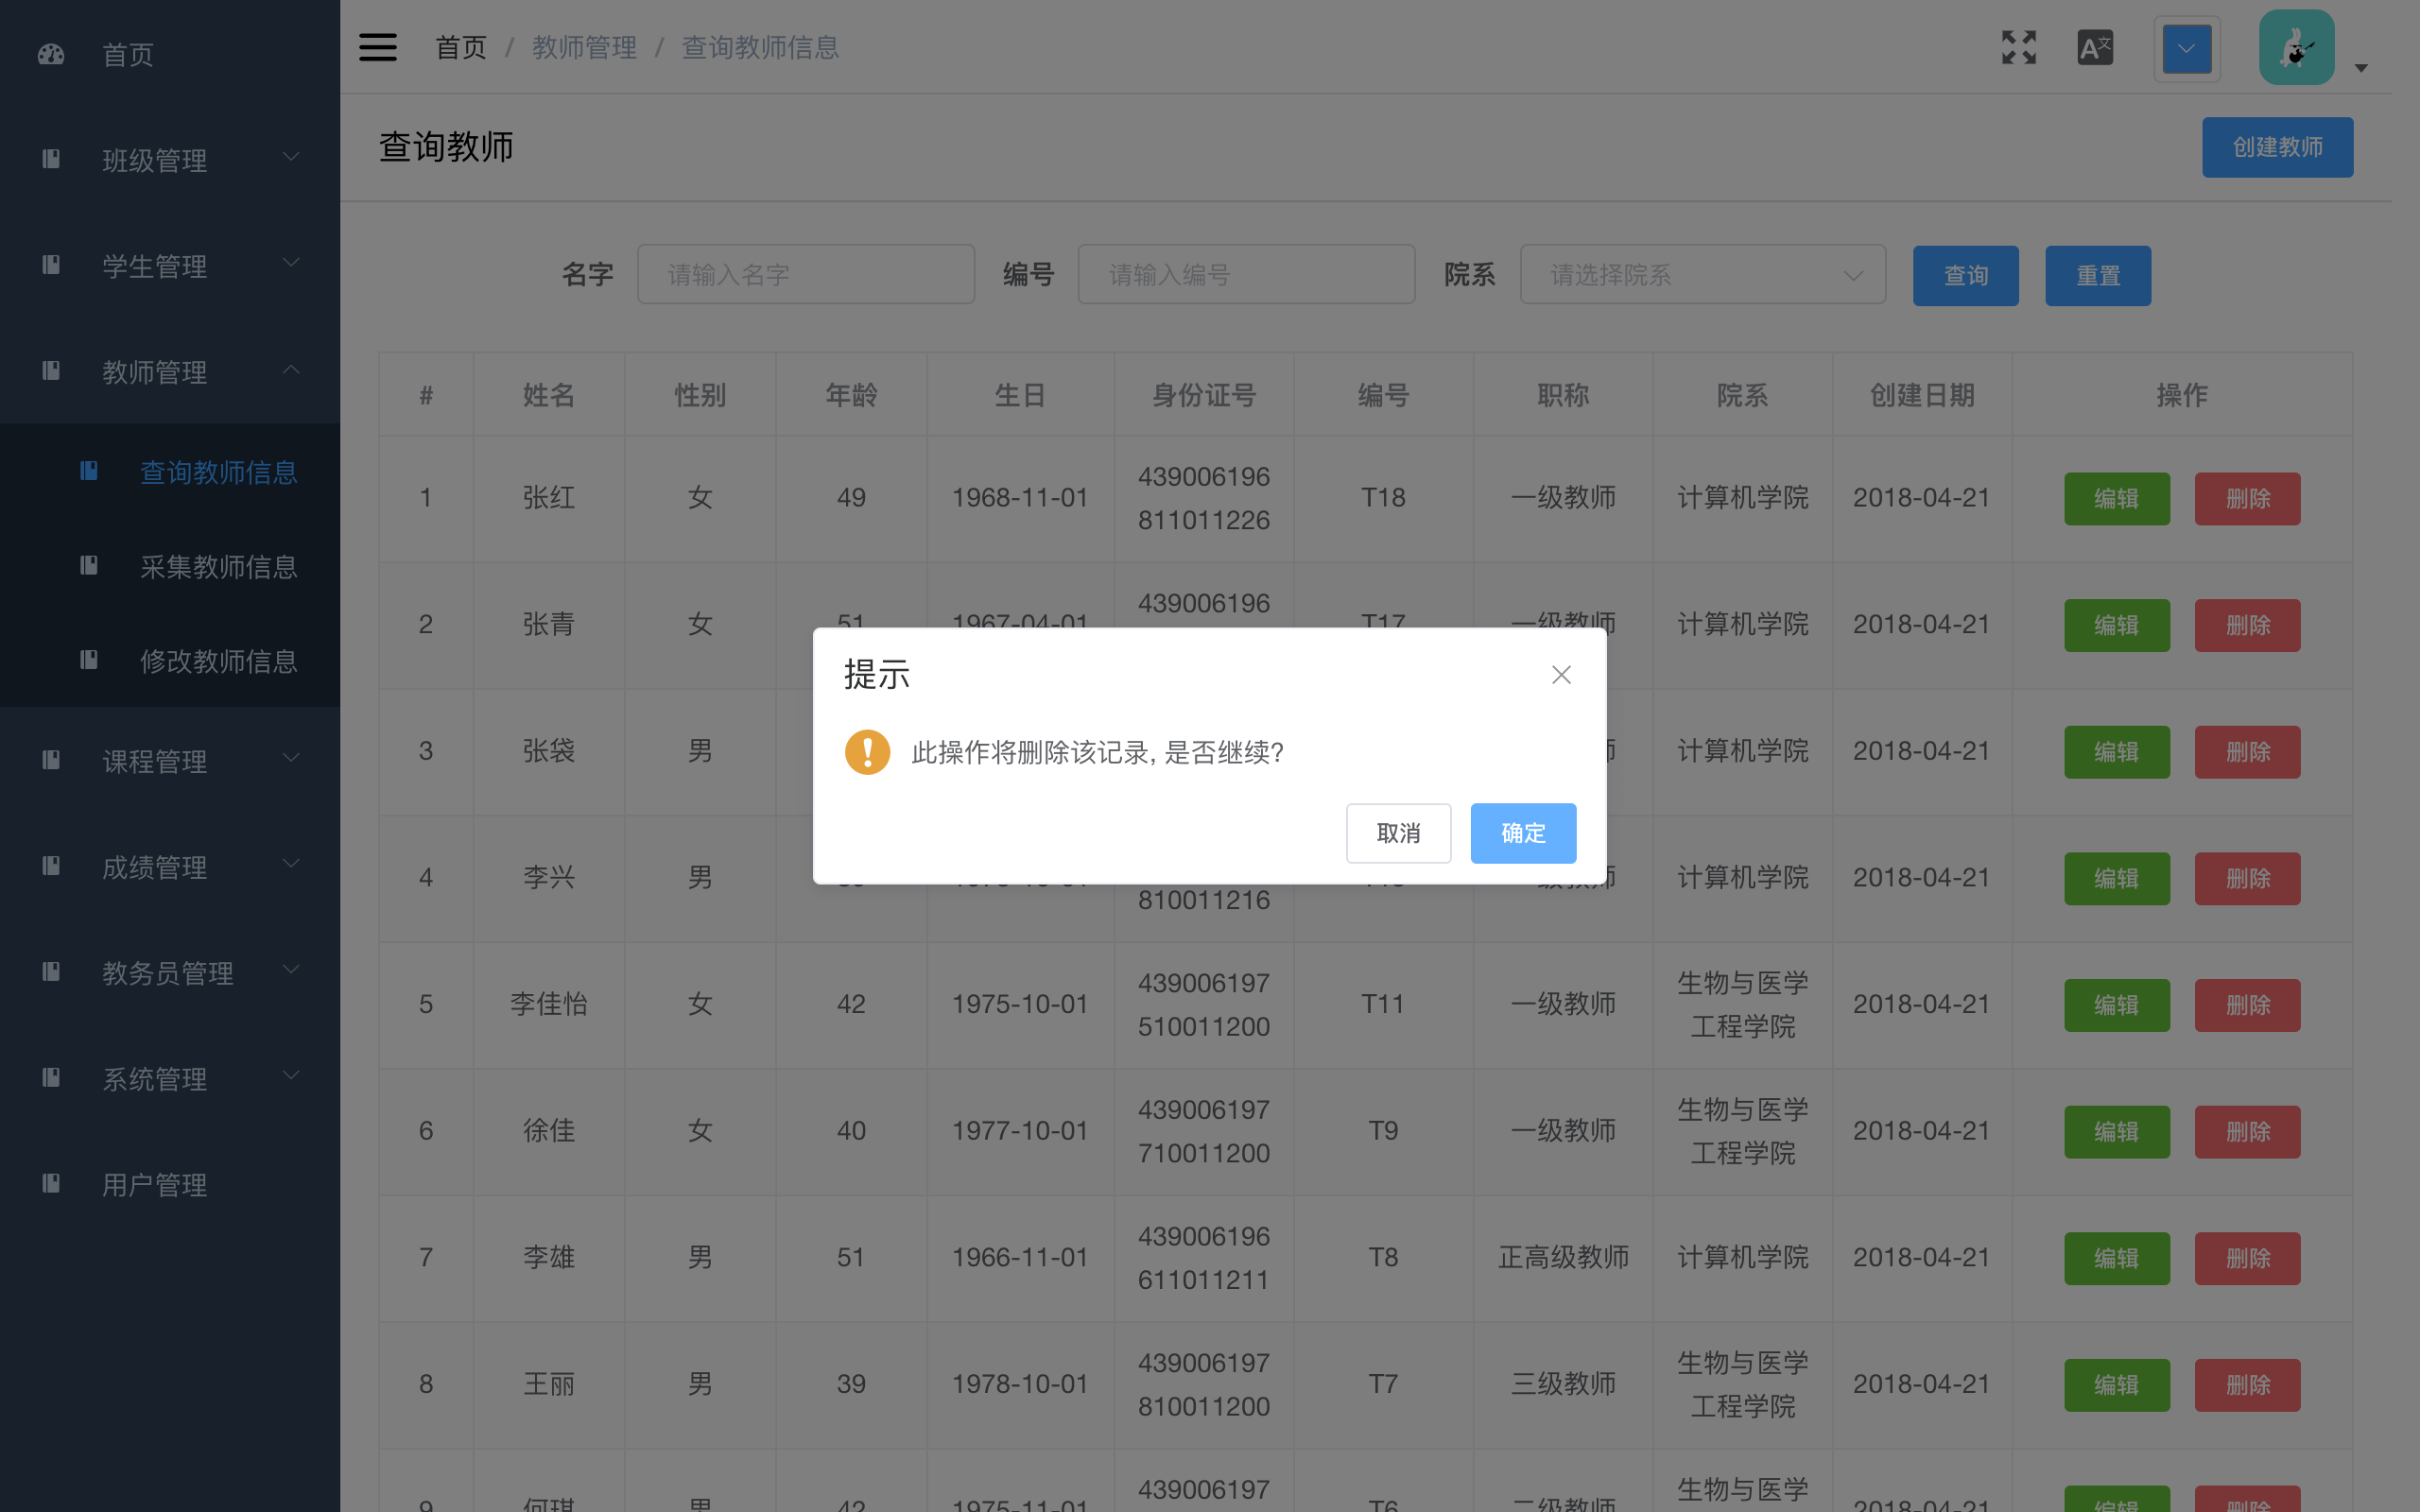 首页
班级管理
学生管理
教师管理
查询教师信息
采集教师信息
修改教师信息
课程管理
成绩管理
教务员管理
系统管理
用户管理
首页 / 教师管理 / 查询教师信息
查询教师
创建教师
名字 请输入名字 编号 请输入编号 院系 请选择院系 查询 重置
# 姓名 性别 年龄 生日 身份证号 编号 职称 院系 创建日期 操作
1 张红 女 49 1968-11-01 439006196 T18 一级教师 计算机学院 2018-04-21 编辑 删除
811011226
2 张青 女 51 1967-04-01 439006196 T17 一级教师 计算机学院 2018-04-21 编辑 删除
3 张袋 男 计算机学院 2018-04-21 编辑 删除
提示
此操作将删除该记录, 是否继续?
取消 确定
4 李兴 男 计算机学院 2018-04-21 编辑 删除
810011216
5 李佳怡 女 42 1975-10-01 439006197 T11 一级教师 生物与医学 2018-04-21 编辑 删除
510011200 工程学院
6 徐佳 女 40 1977-10-01 439006197 T9 一级教师 生物与医学 2018-04-21 编辑 删除
710011200 工程学院
7 李雄 男 51 1966-11-01 439006196 T8 正高级教师 计算机学院 2018-04-21 编辑 删除
611011211
8 王丽 男 39 1978-10-01 439006197 T7 三级教师 生物与医学 2018-04-21 编辑 删除
810011200 工程学院
9 何琪 男 42 1975-11-01 439006197 T6 二级教师 生物与医学 2018-04-21 编辑 删除